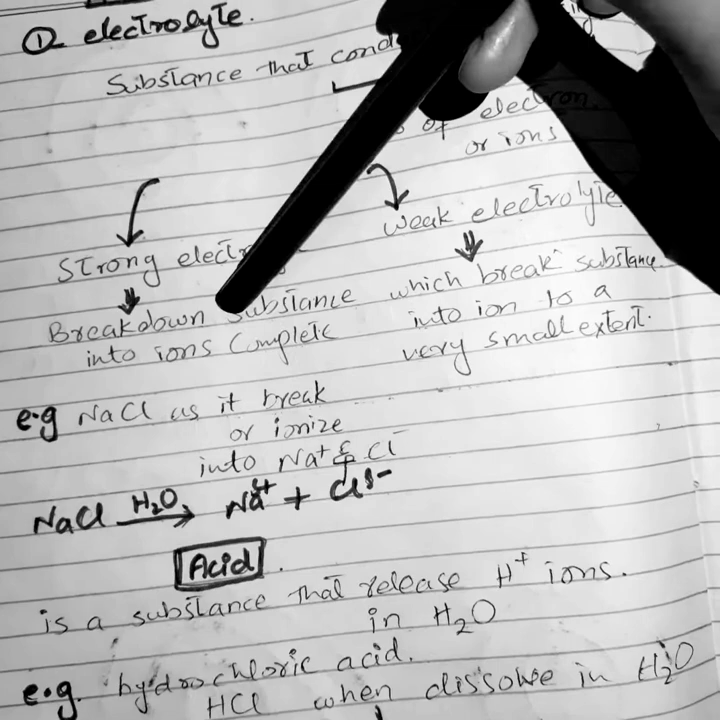 ① electrolyte.
Substance that cond
of electron.
or ions
weak electrolyte
Strong elect
Breakdown substance
into ions Complete
which break substance
into ion to a
very small extent.
e.g NaCl as it break
or ionize
into Na+ & Cl-
NaCl H₂O → Na+ + Cl-
Acid.
is a substance that release H+ ions.
in H₂O
e.g. hydrochloric acid.
HCl when dissolve in H₂O